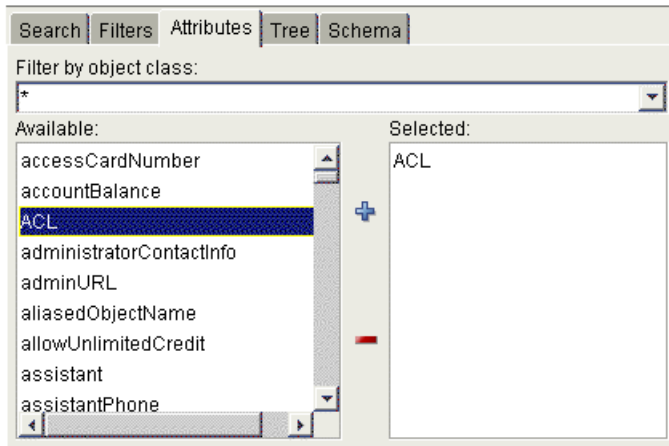 Search Filters Attributes Tree Schema
Filter by object class:
*
Available:
accessCardNumber
accountBalance
ACL
administratorContactInfo
adminURL
aliasedObjectName
allowUnlimitedCredit
assistant
assistantPhone
Selected:
ACL